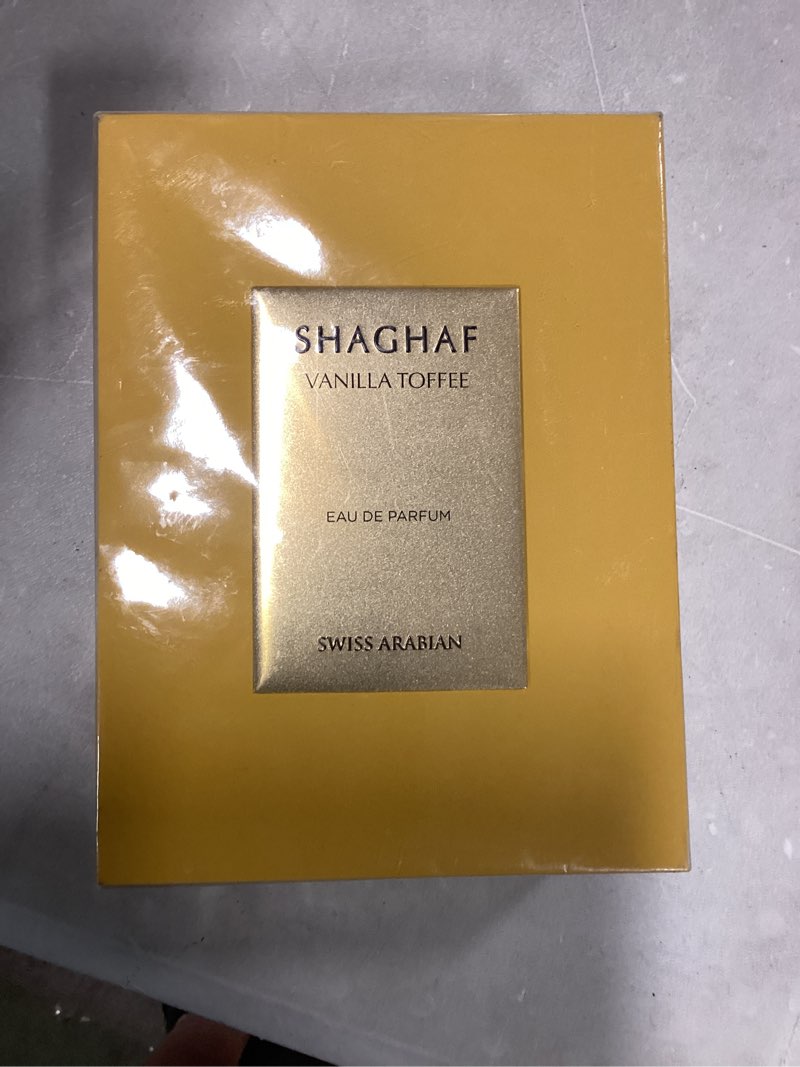 SHAGHAF
VANILLA TOFFEE
EAU DE PARFUM
SWISS ARABIAN